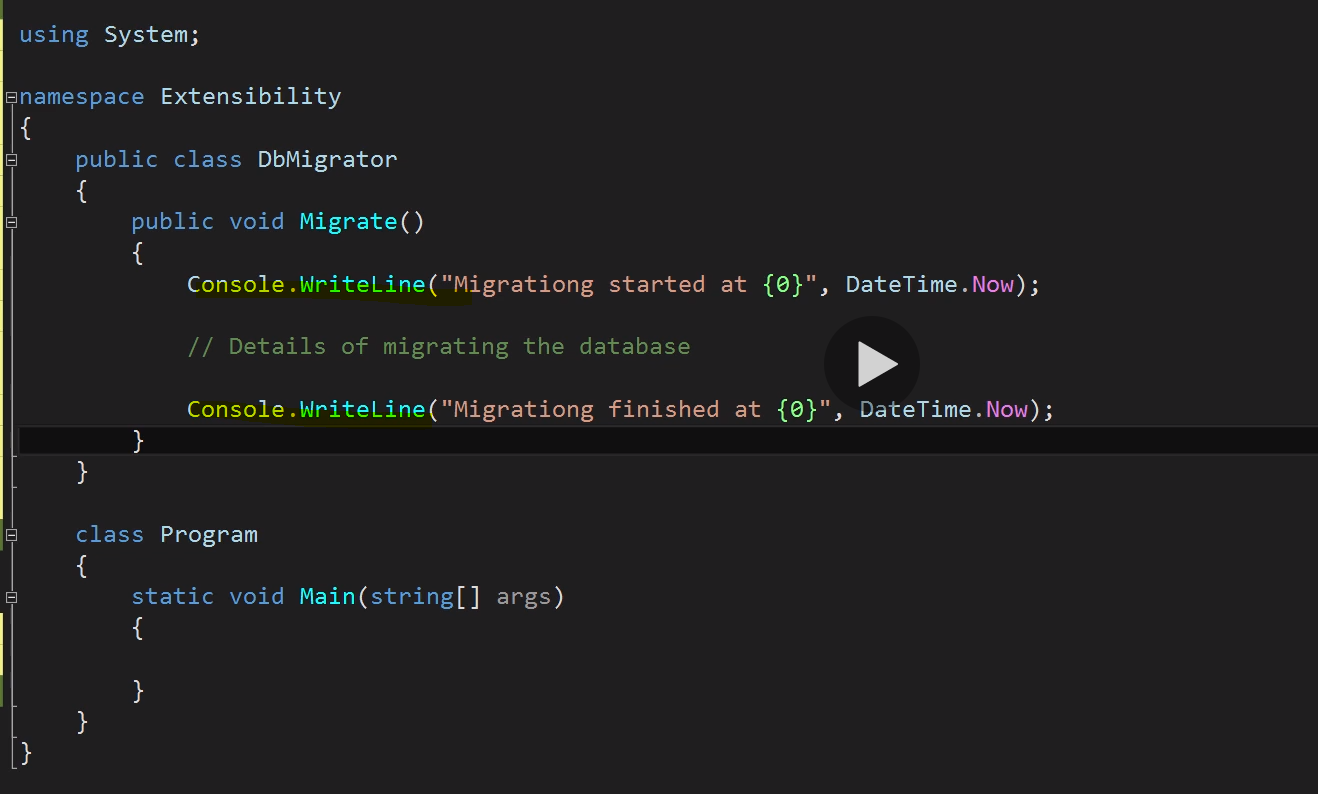 using System;
namespace Extensibility
{
public class DbMigrator
{
public void Migrate()
{
Console.WriteLine("Migrationg started at {0}", DateTime.Now);
// Details of migrating the database
Console.WriteLine("Migrationg finished at {0}", DateTime.Now);
}
}
class Program
{
static void Main(string[] args)
{
}
}
}